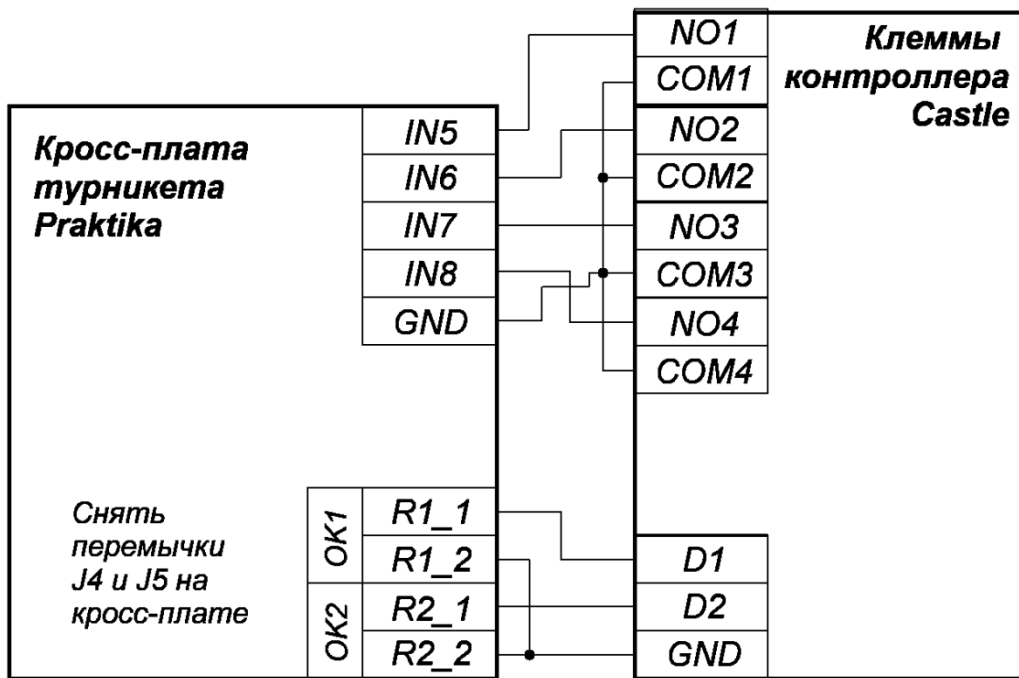 Кросс-плата
турникета
Praktika
IN5
IN6
IN7
IN8
GND
Снять
перемычки
J4 и J5 на
кросс-плате
OK1
OK2
R1_1
R1_2
R2_1
R2_2
NO1
COM1
NO2
COM2
NO3
COM3
NO4
COM4
Клеммы
контроллера
Castle
D1
D2
GND